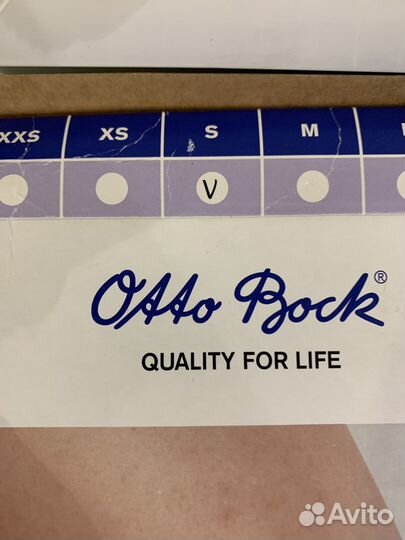 XXS XS S M
V
Otto Bock®
QUALITY FOR LIFE
Avito